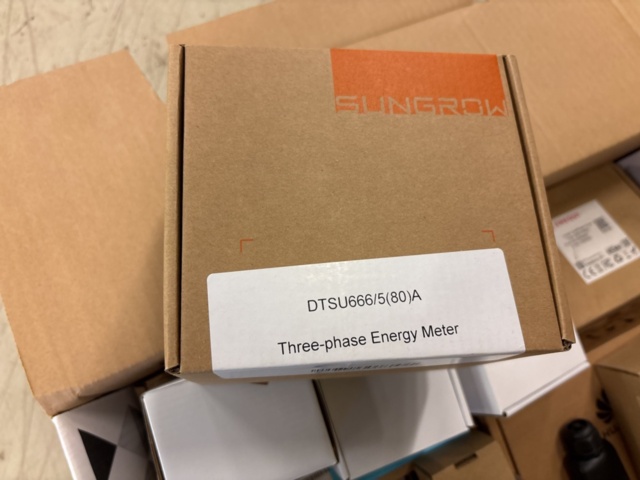 SUNGROW
DTSU666/5(80)A
Three-phase Energy Meter